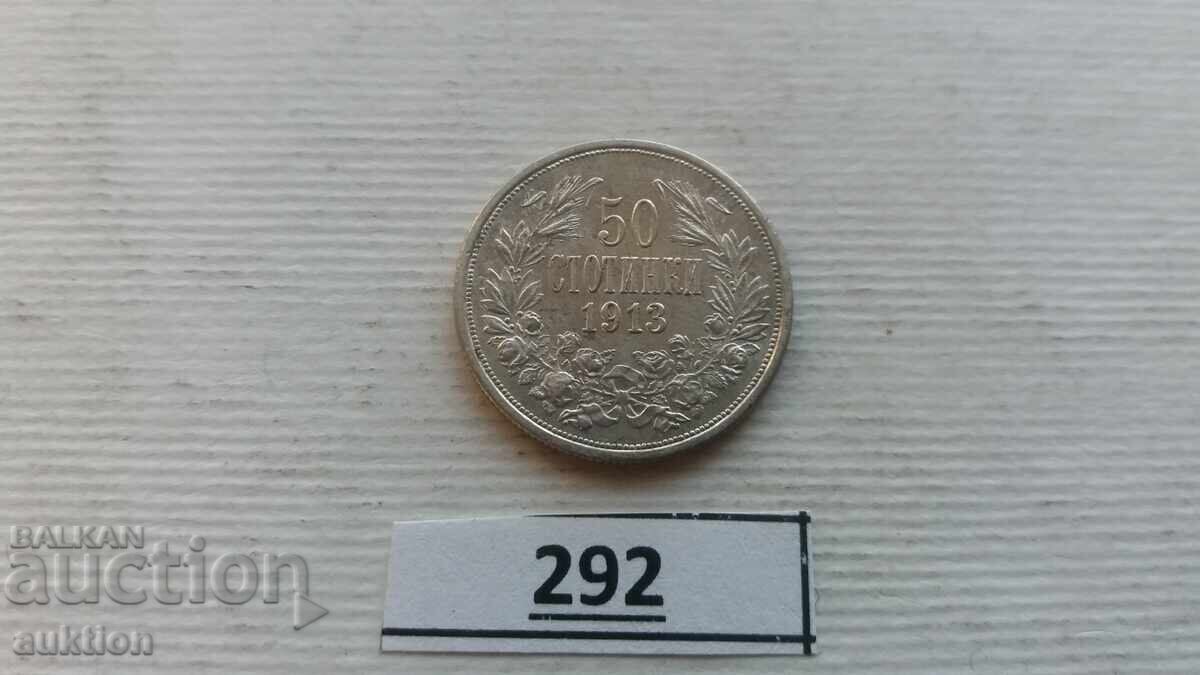 50
СТОТИНКИ
1913
292
BALKAN
auction
auktion